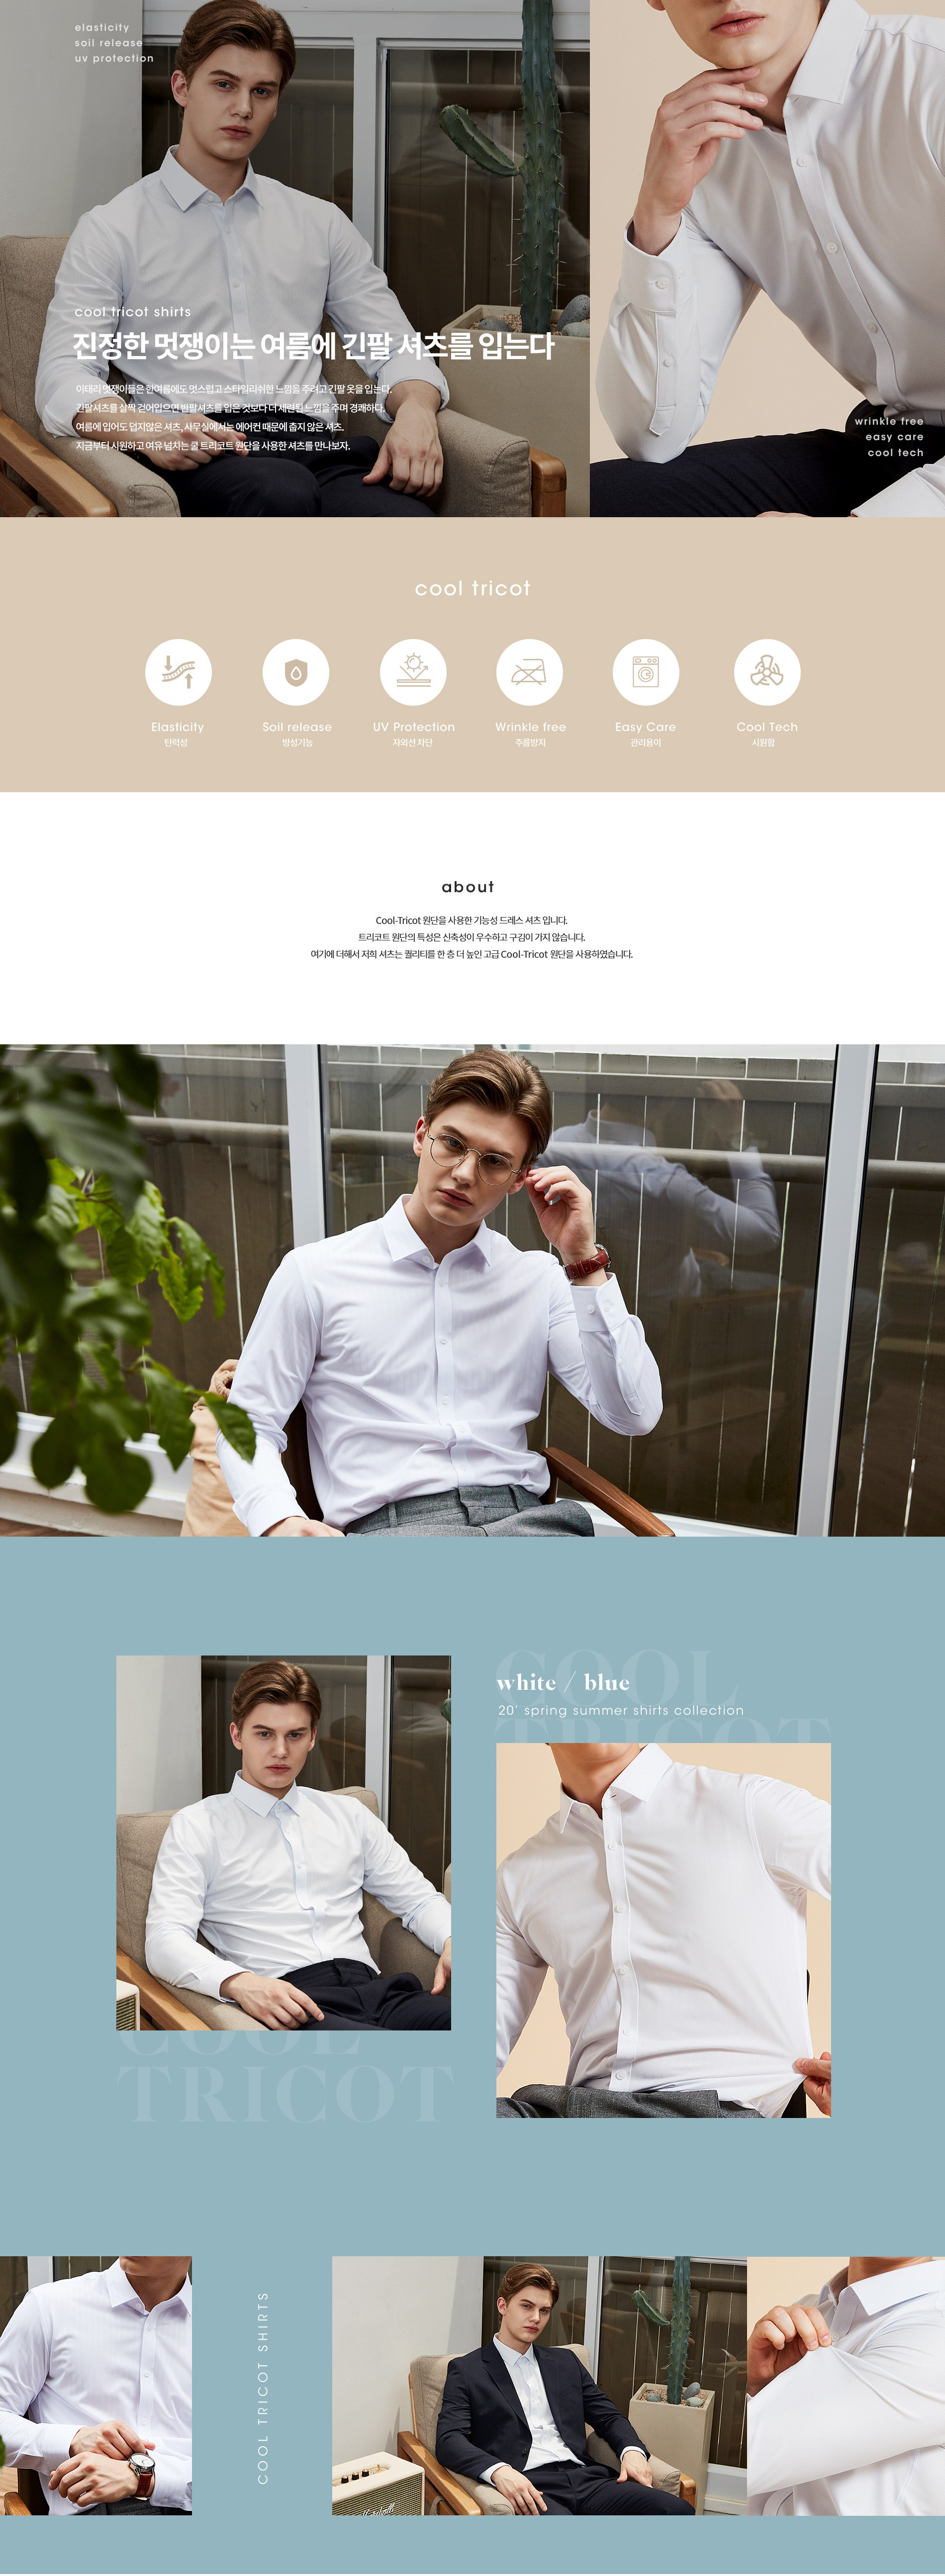 elasticity
soil release
uv protection
cool tricot shirts
진정한 멋쟁이는 여름에 긴팔 셔츠를 입는다
이태리 멋쟁이들은 한여름에도 멋스럽고 스타일리쉬한 느낌을 주려고 긴팔 옷을 입는다.
긴팔셔츠를 살짝 걷어입으면 반팔셔츠를 입은 것보다 더 세련된 느낌을 주며 경쾌하다.
여름에 입어도 덥지않은 셔츠, 사무실에서는 에어컨 때문에 춥지 않은 셔츠.
지금부터 시원하고 여유 넘치는 쿨 트리코트 원단을 사용한 셔츠를 만나보자.
wrinkle free
easy care
cool tech
cool tricot
Elasticity
탄력성
Soil release
방성기능
UV Protection
자외선 차단
Wrinkle free
주름방지
Easy Care
관리용이
Cool Tech
시원함
about
Cool-Tricot 원단을 사용한 기능성 드레스 셔츠 입니다.
트리코트 원단의 특성은 신축성이 우수하고 구김이 가지 않습니다.
여기에 더해서 저희 셔츠는 퀄리티를 한 층 더 높인 고급 Cool-Tricot 원단을 사용하였습니다.
COOL
TRICOT
white / blue
20' spring summer shirts collection
COOL
TRICOT
COOL TRICOT SHIRTS
Marshall